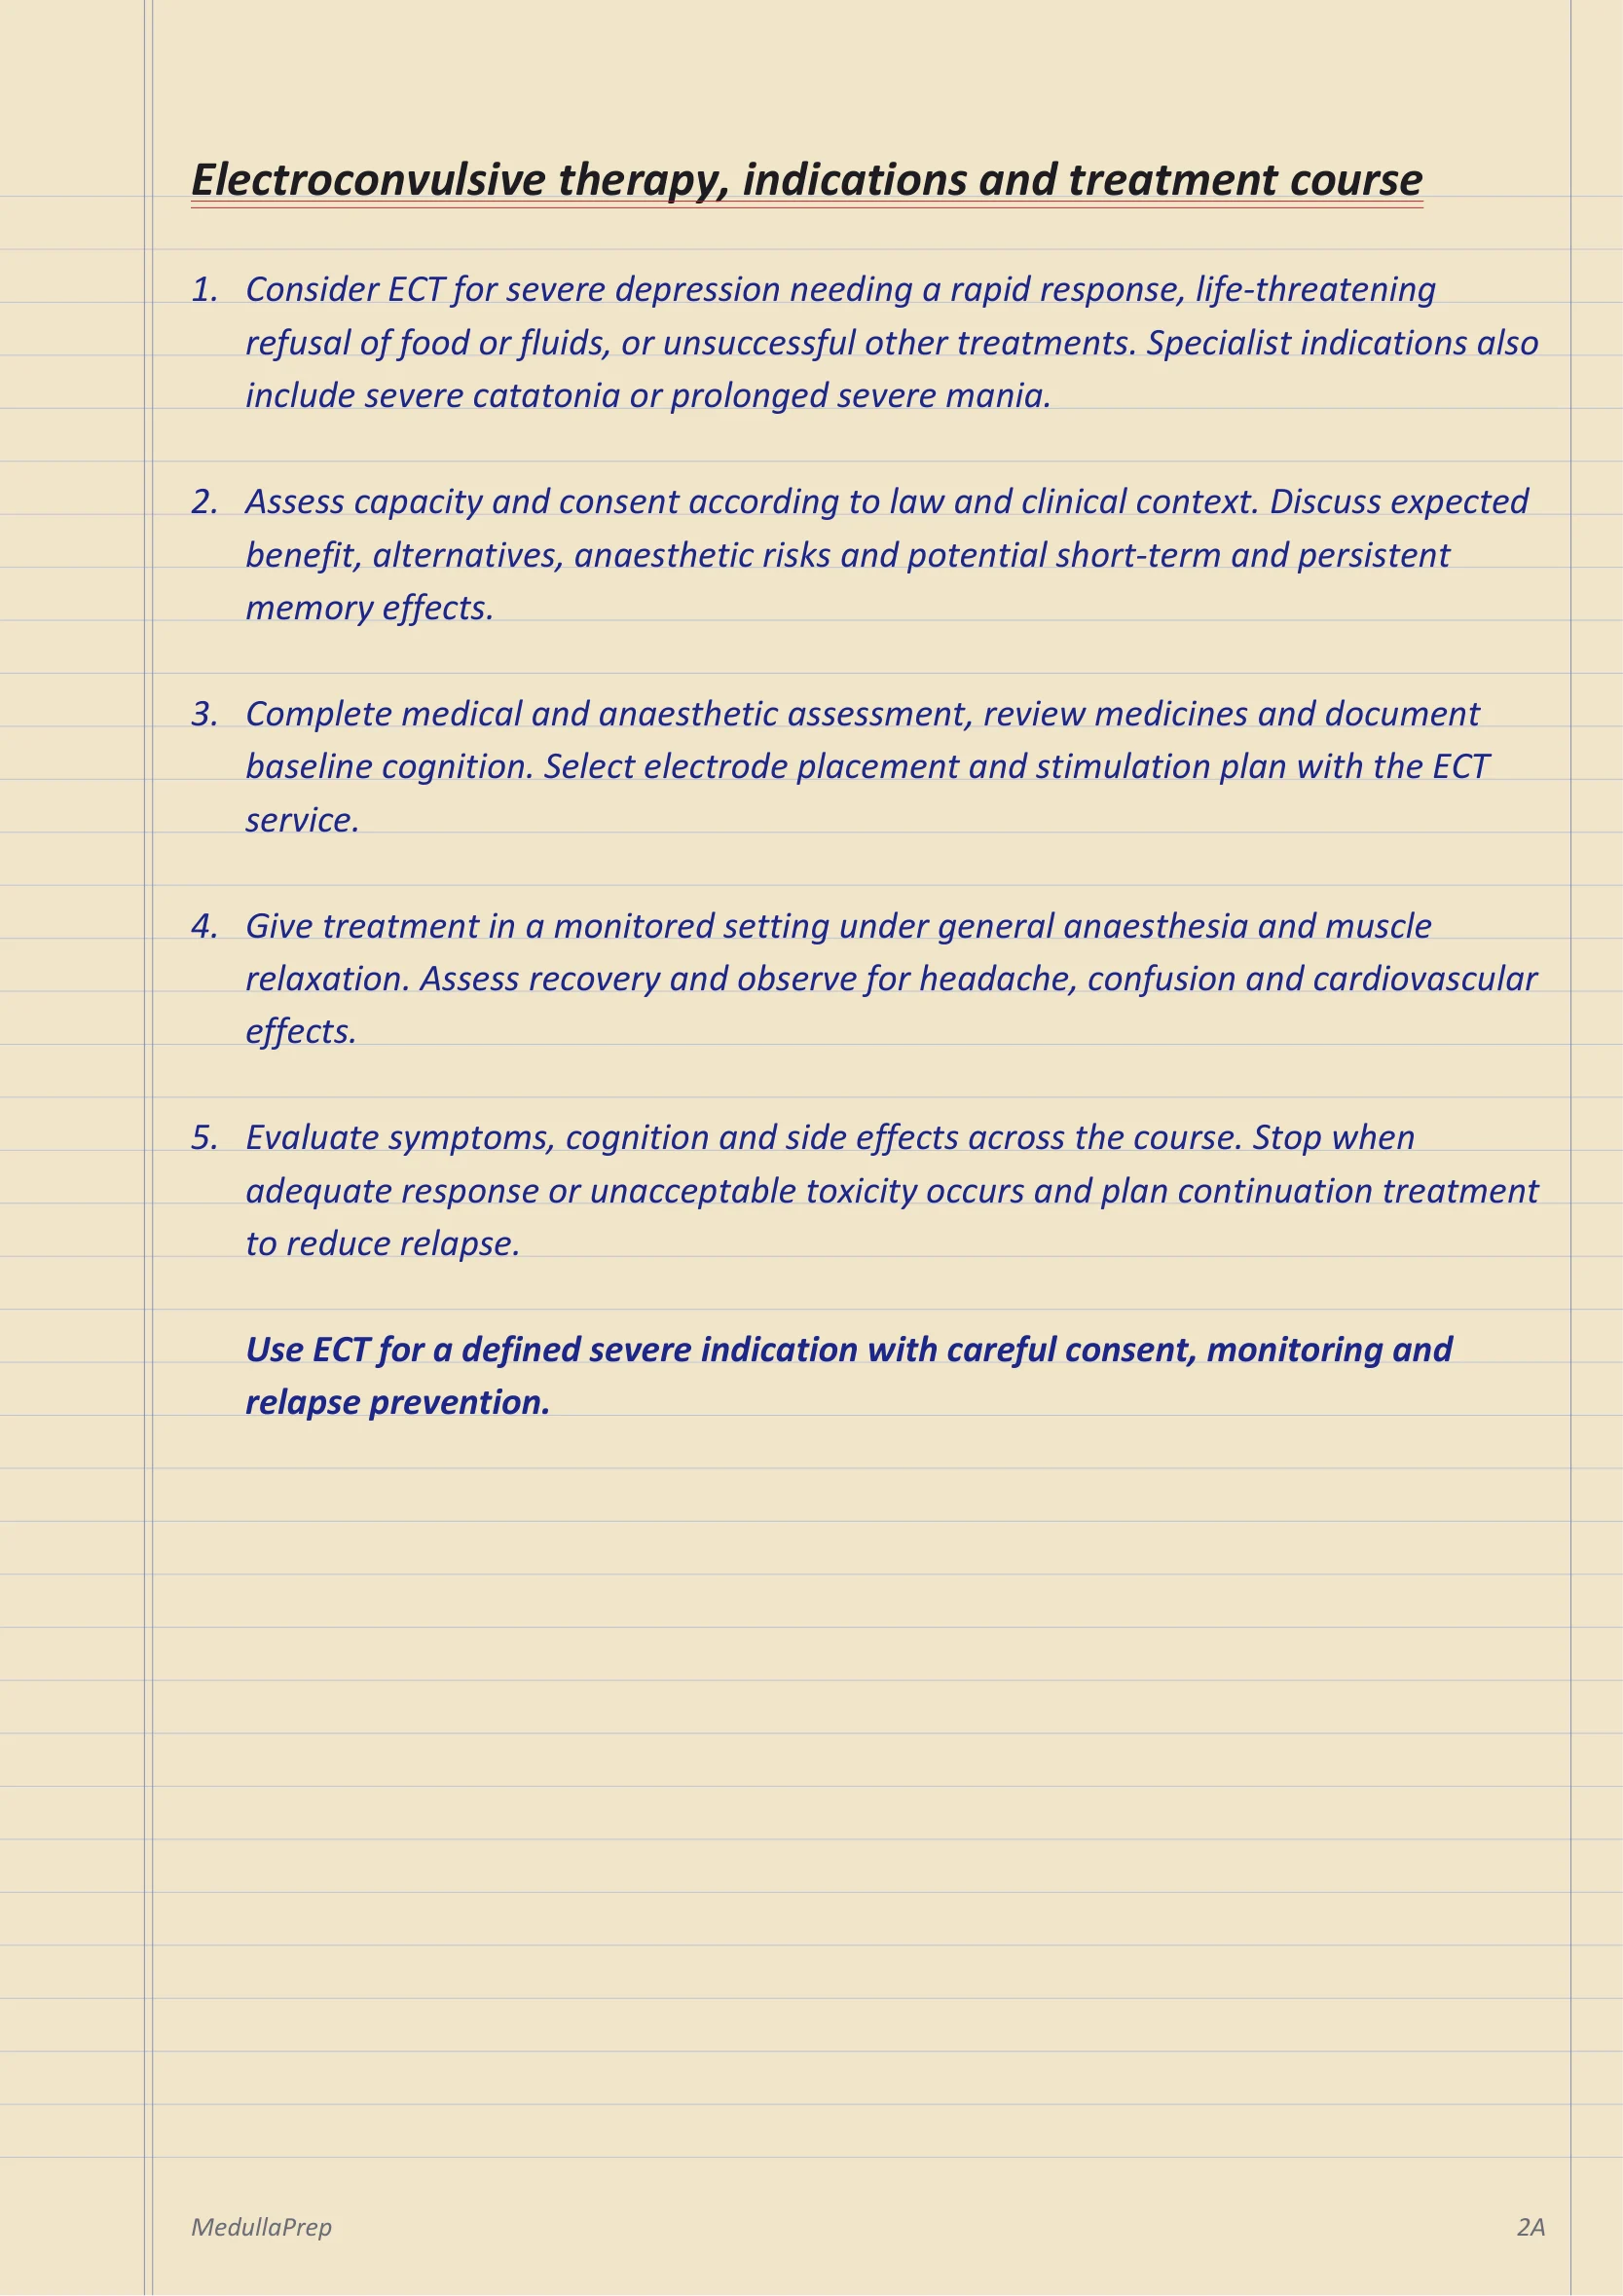 Electroconvulsive therapy, indications and treatment course
1. Consider ECT for severe depression needing a rapid response, life-threatening
refusal of food or fluids, or unsuccessful other treatments. Specialist indications also
include severe catatonia or prolonged severe mania.
2. Assess capacity and consent according to law and clinical context. Discuss expected
benefit, alternatives, anaesthetic risks and potential short-term and persistent
memory effects.
3. Complete medical and anaesthetic assessment, review medicines and document
baseline cognition. Select electrode placement and stimulation plan with the ECT
service.
4. Give treatment in a monitored setting under general anaesthesia and muscle
relaxation. Assess recovery and observe for headache, confusion and cardiovascular
effects.
5. Evaluate symptoms, cognition and side effects across the course. Stop when
adequate response or unacceptable toxicity occurs and plan continuation treatment
to reduce relapse.
Use ECT for a defined severe indication with careful consent, monitoring and
relapse prevention.
MedullaPrep
2A